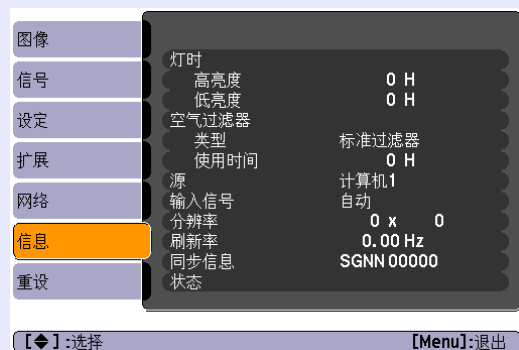 图像
信号
设定
扩展
网络
信息
重设
灯时
高亮度 0 H
低亮度 0 H
空气过滤器
类型 标准过滤器
使用时间 0 H
源 计算机1
输入信号 自动
分辨率 0 x 0
刷新率 0.00 Hz
同步信息 SGNN 00000
状态
[◆]:选择 [Menu]:退出